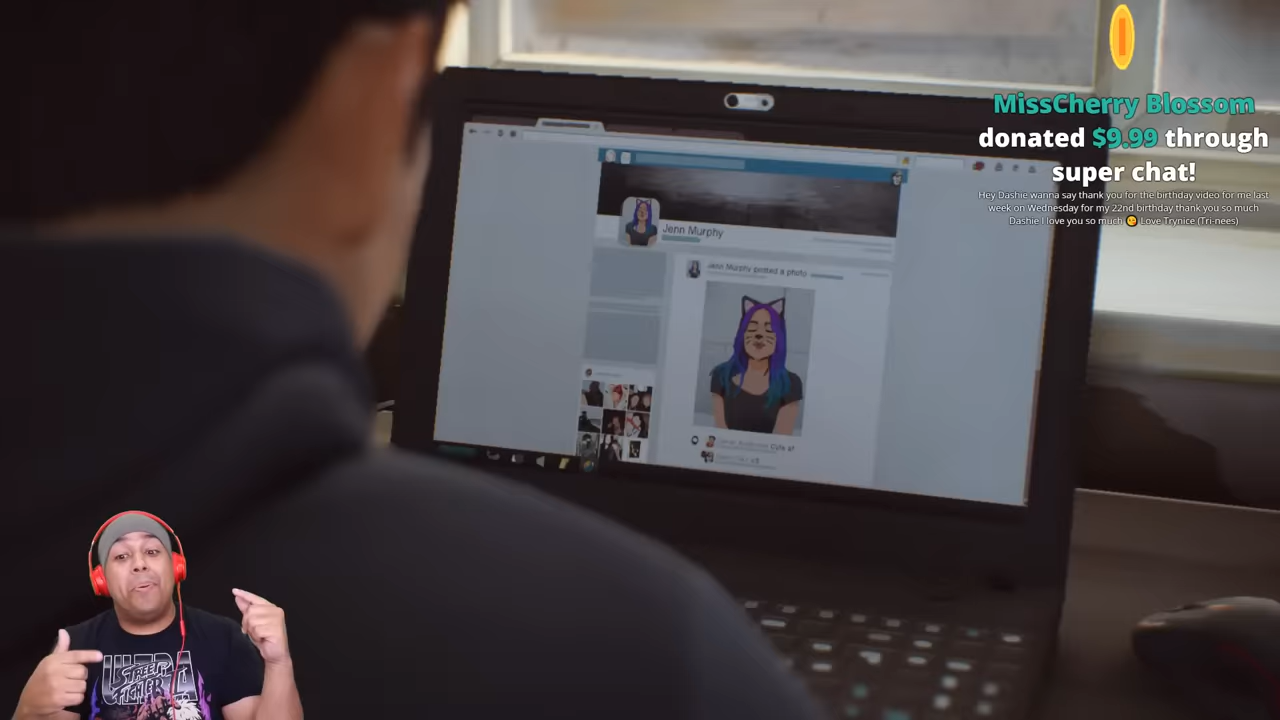 MissCherry Blossom
donated $9.99 through
super chat!
Hey Dashie wanna say thank you for the birthday video for me last
week on Wednesday for my 22nd birthday thank you so much
Dashie I love you so much 😊 Love Trynice (Tri-nees)
Jenn Murphy
Jenn Murphy posted a photo
Cute
ULTRA
STREET
FIGHTER